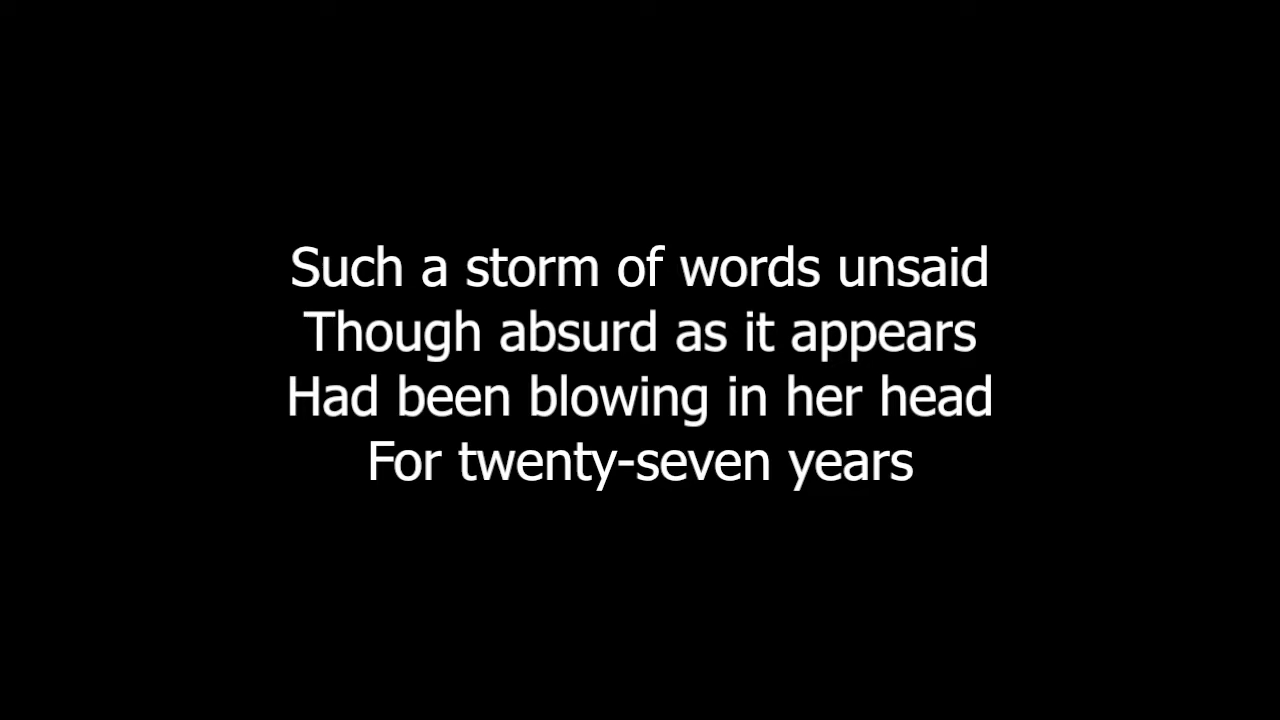 Such a storm of words unsaid
Though absurd as it appears
Had been blowing in her head
For twenty-seven years